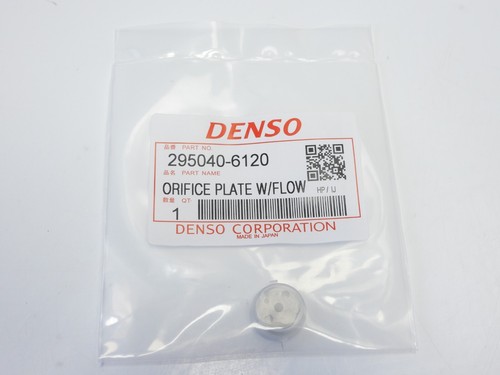 DENSO
品番 PART NO.
295040-6120
品名 PART NAME
ORIFICE PLATE W/FLOW HP/IJ
数量 QT.
1
DENSO CORPORATION
MADE IN JAPAN